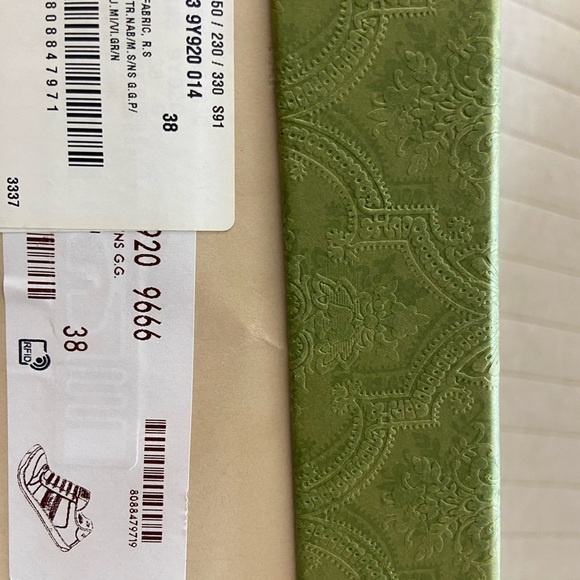 50 / 230 / 330 S91
3 9Y920 014
FABRIC, R.S
TR.NAB/M.S/NS G.G.P/
J.MI/VI.GR/N
38
808847971
3337
920 9666
NS G.G.
38
RFID
8088479719